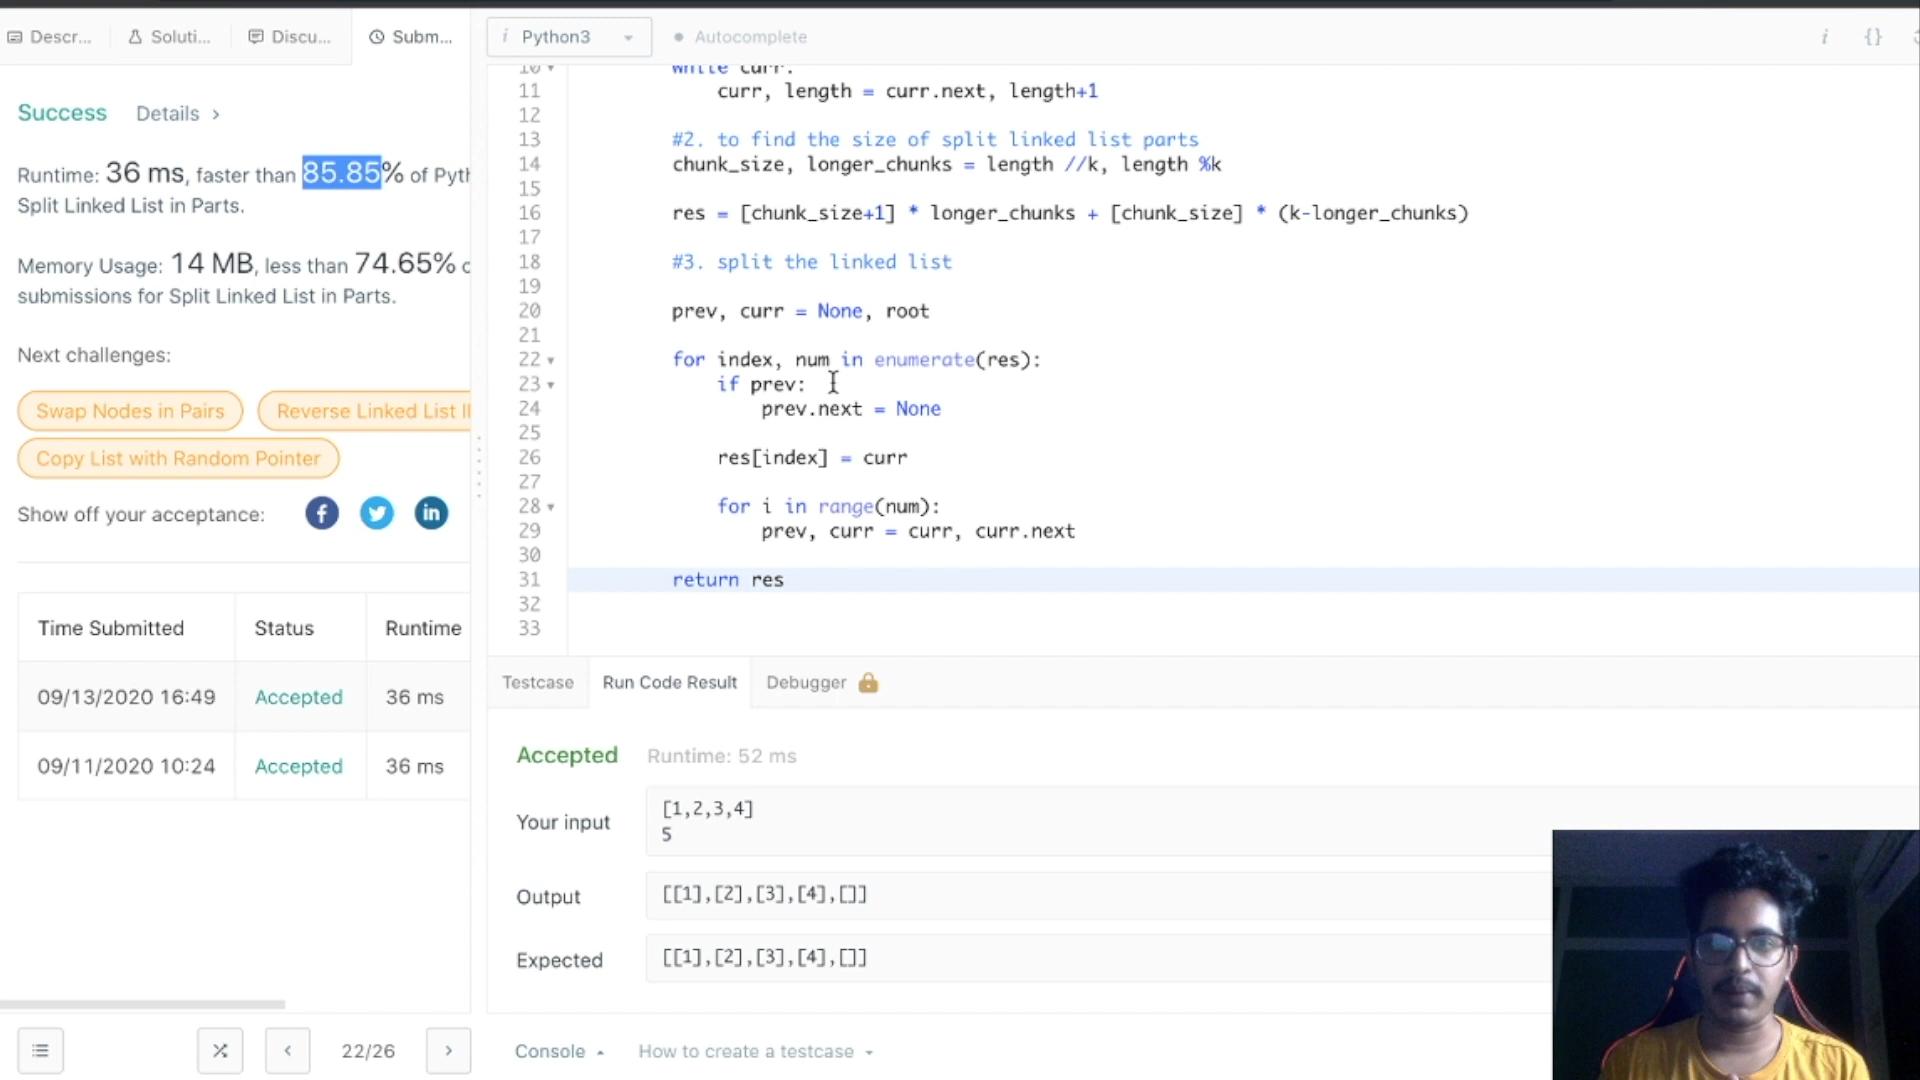 Descr...
Soluti...
Discu...
Subm...
Success
Details >
Runtime: 36 ms, faster than 85.85% of Pyth
Split Linked List in Parts.
Memory Usage: 14 MB, less than 74.65% o
submissions for Split Linked List in Parts.
Next challenges:
Swap Nodes in Pairs
Reverse Linked List II
Copy List with Random Pointer
Show off your acceptance:
Time Submitted Status Runtime
09/13/2020 16:49 Accepted 36 ms
09/11/2020 10:24 Accepted 36 ms
22/26
i Python3
Autocomplete
i {}
10 while curr:
11 curr, length = curr.next, length+1
12
13 #2. to find the size of split linked list parts
14 chunk_size, longer_chunks = length //k, length %k
15
16 res = [chunk_size+1] * longer_chunks + [chunk_size] * (k-longer_chunks)
17
18 #3. split the linked list
19
20 prev, curr = None, root
21
22 for index, num in enumerate(res):
23 if prev:
24 prev.next = None
25
26 res[index] = curr
27
28 for i in range(num):
29 prev, curr = curr, curr.next
30
31 return res
32
33
Testcase
Run Code Result
Debugger
Accepted Runtime: 52 ms
Your input
[1,2,3,4]
5
Output
[[1],[2],[3],[4],[]]
Expected
[[1],[2],[3],[4],[]]
Console
How to create a testcase